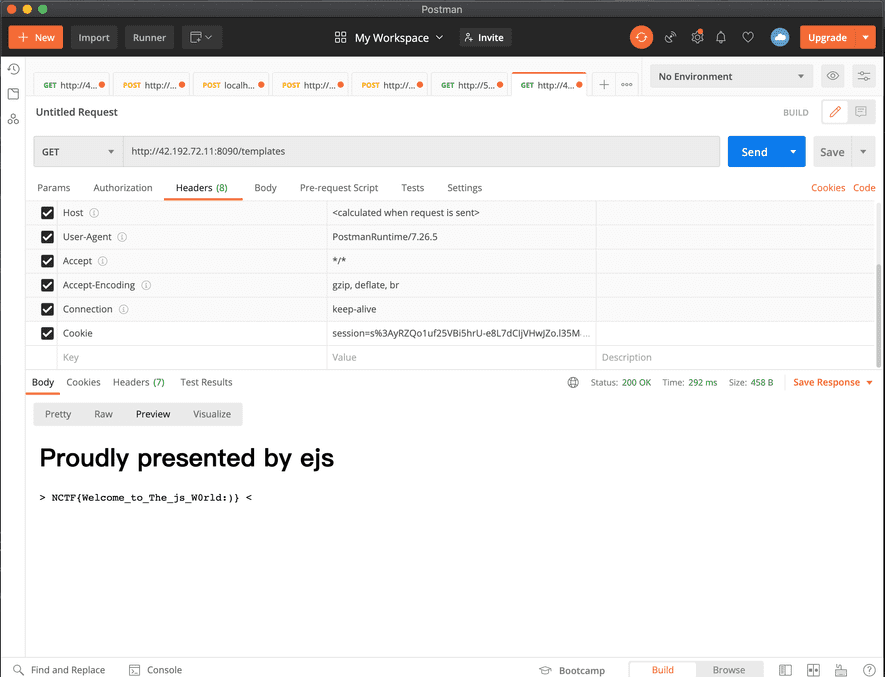 Postman
New Import Runner My Workspace Invite Upgrade
GET http://4... POST http://... POST localh... POST http://... POST http://... GET http://5... GET http://4... No Environment
Untitled Request BUILD
GET http://42.192.72.11:8090/templates Send Save
Params Authorization Headers (8) Body Pre-request Script Tests Settings Cookies Code
Host <calculated when request is sent>
User-Agent PostmanRuntime/7.26.5
Accept */*
Accept-Encoding gzip, deflate, br
Connection keep-alive
Cookie session=s%3AyRZQo1uf25VBi5hrU-e8L7dCIjVHwJZo.l35M...
Key Value Description
Body Cookies Headers (7) Test Results Status: 200 OK Time: 292 ms Size: 458 B Save Response
Pretty Raw Preview Visualize
Proudly presented by ejs
> NCTF{Welcome_to_The_js_W0rld:)} <
Find and Replace Console Bootcamp Build Browse